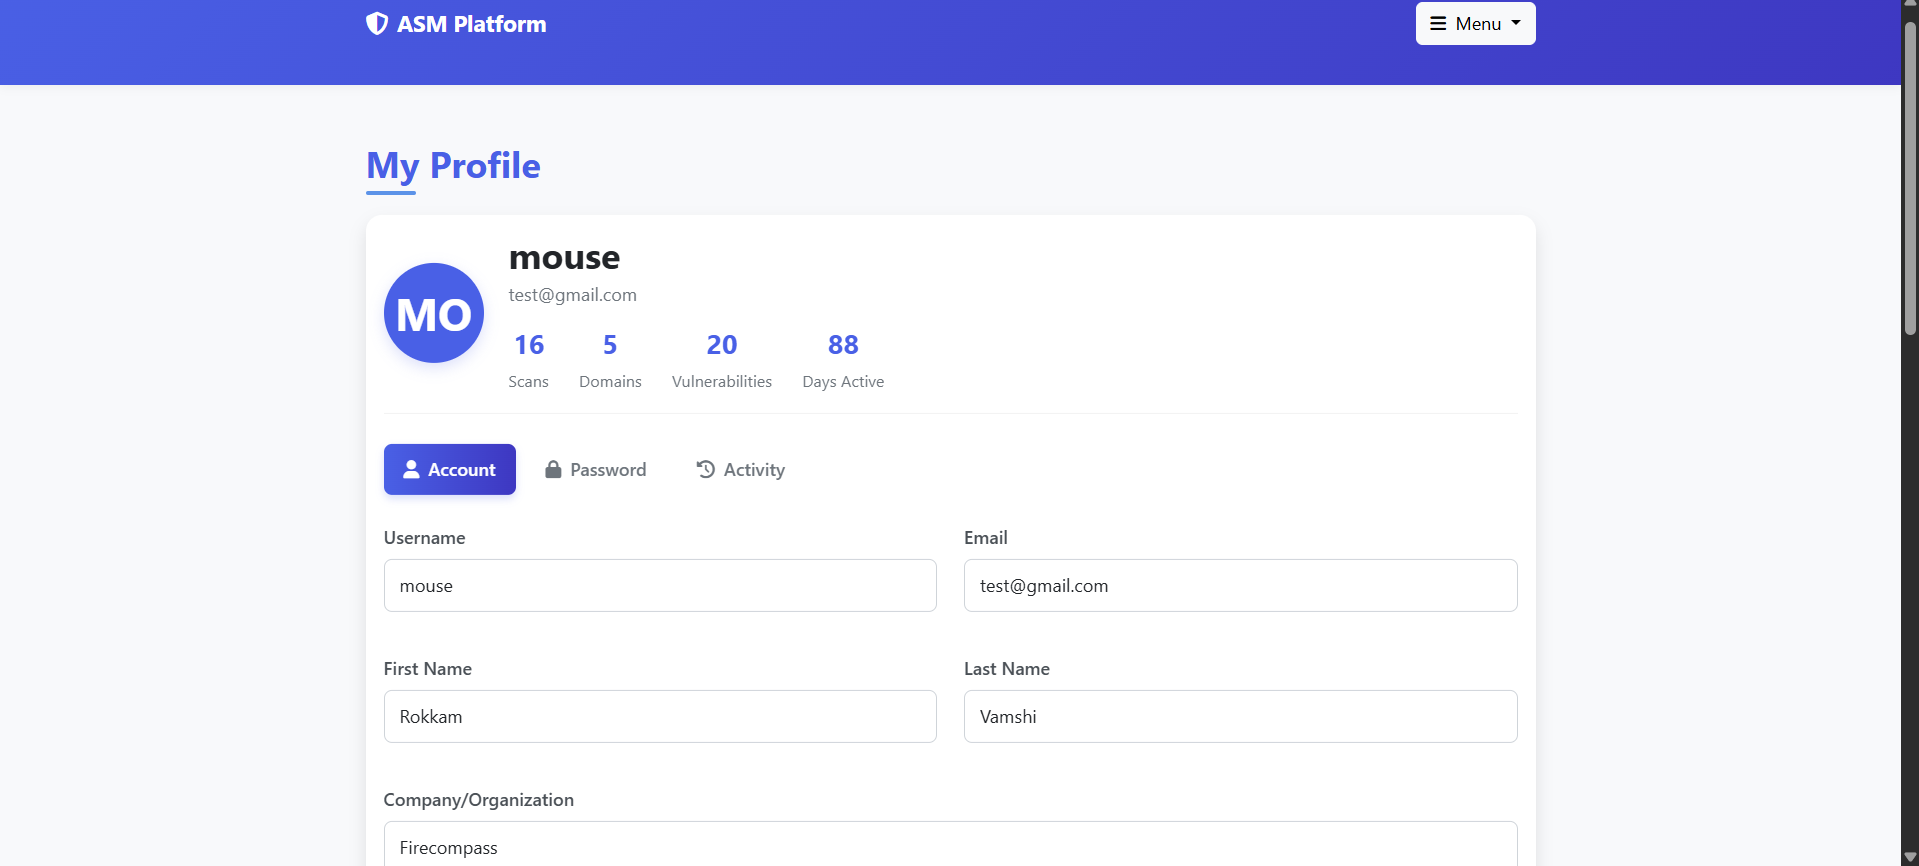 ASM Platform
Menu
My Profile
MO
mouse
test@gmail.com
16 5 20 88
Scans Domains Vulnerabilities Days Active
Account Password Activity
Username Email
mouse test@gmail.com
First Name Last Name
Rokkam Vamshi
Company/Organization
Firecompass